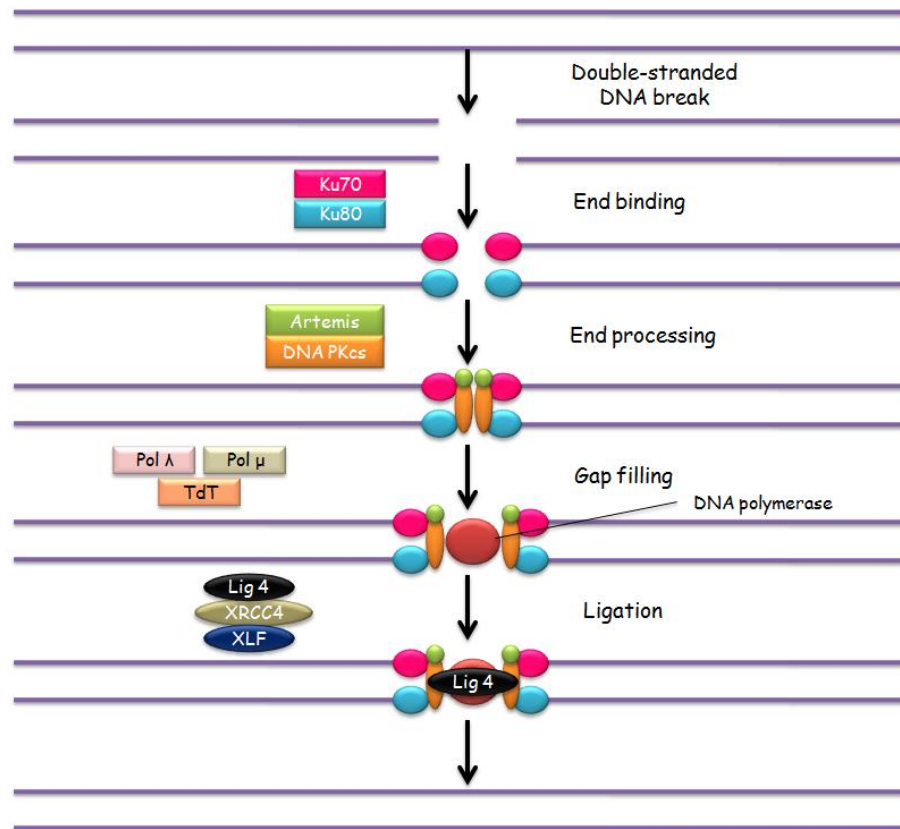 Double-stranded
DNA break
Ku70
Ku80
End binding
Artemis
DNA PKcs
End processing
Pol λ
Pol μ
TdT
Gap filling
DNA polymerase
Lig 4
XRCC4
XLF
Ligation
Lig 4